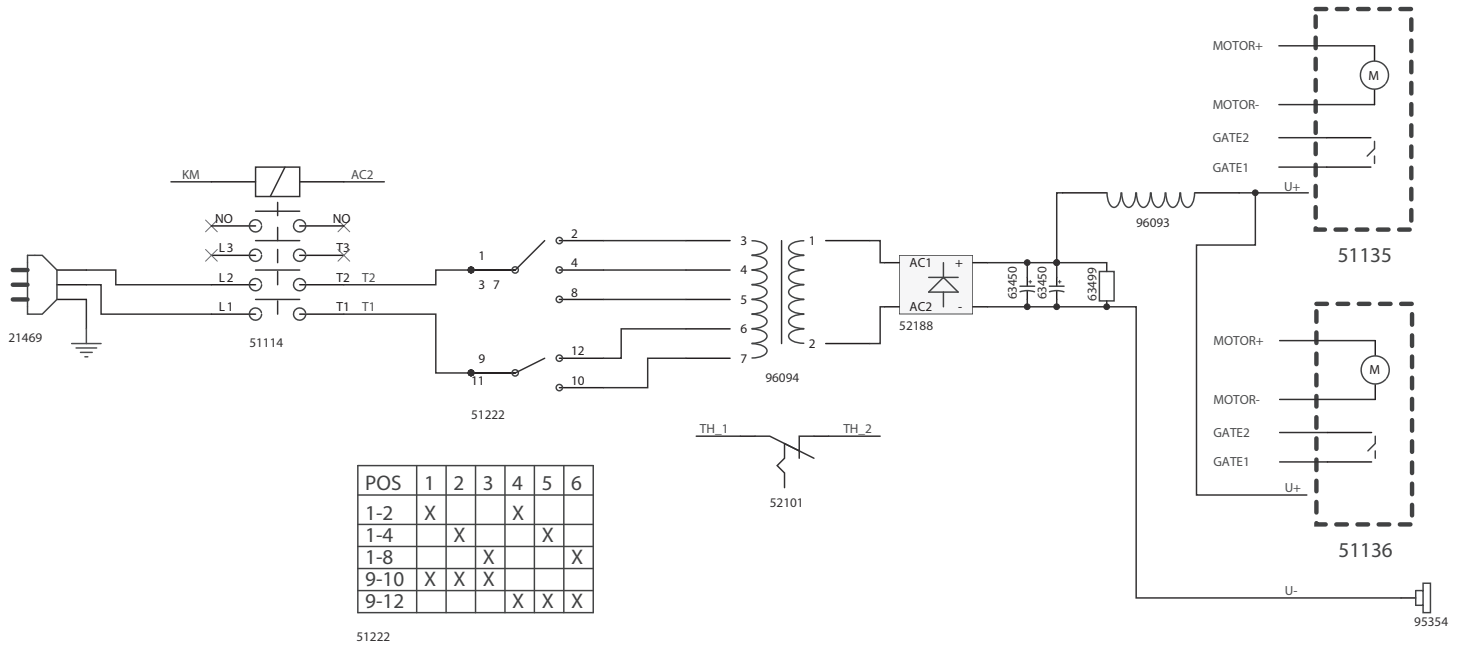 MOTOR+
M
MOTOR-
GATE2
GATE1
U+
51135
KM AC2
NO NO
L3 T3
L2 T2 T2
L1 T1 T1
21469
51114
1
3 7
2
4
8
9
11
12
10
51222
3
4
5
6
7
1
2
96094
AC1 +
AC2 -
52188
63450
63450
63499
96093
MOTOR+
M
MOTOR-
GATE2
GATE1
U+
51136
TH_1 TH_2
52101
POS 1 2 3 4 5 6
1-2 X X
1-4 X X
1-8 X X
9-10 X X X
9-12 X X X
51222
U-
95354